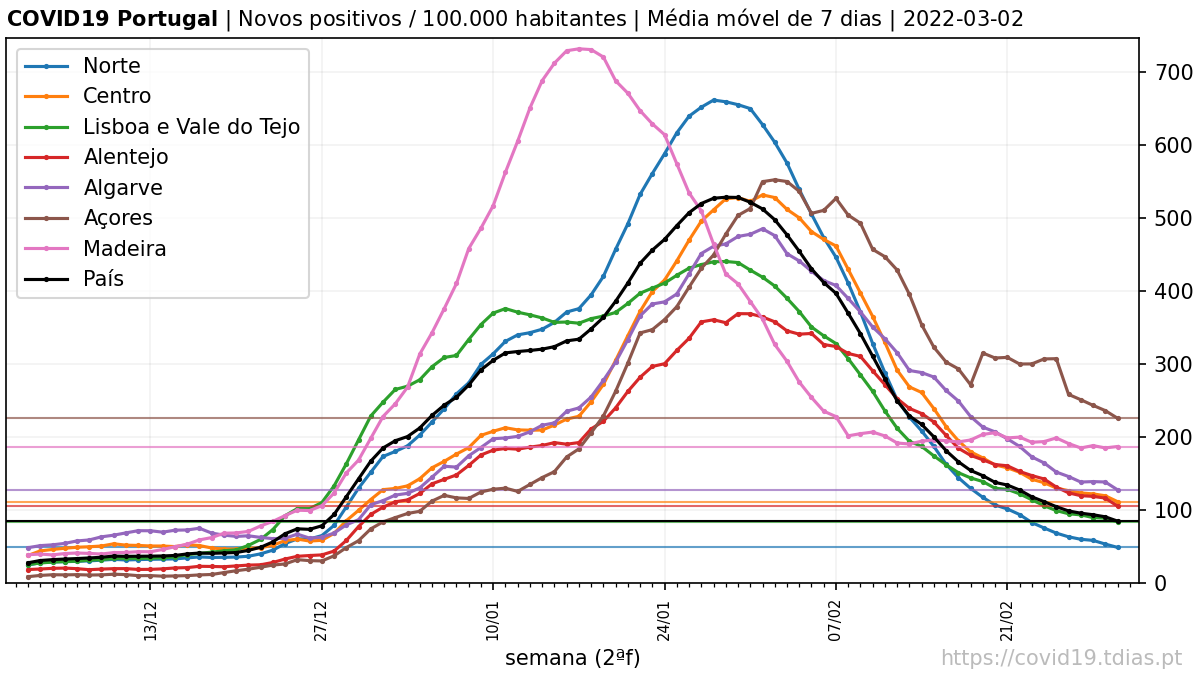 COVID19 Portugal | Novos positivos / 100.000 habitantes | Média móvel de 7 dias | 2022-03-02
Norte
Centro
Lisboa e Vale do Tejo
Alentejo
Algarve
Açores
Madeira
País
700
600
500
400
300
200
100
0
13/12
27/12
10/01
24/01
07/02
21/02
semana (2ªf)
https://covid19.tdias.pt